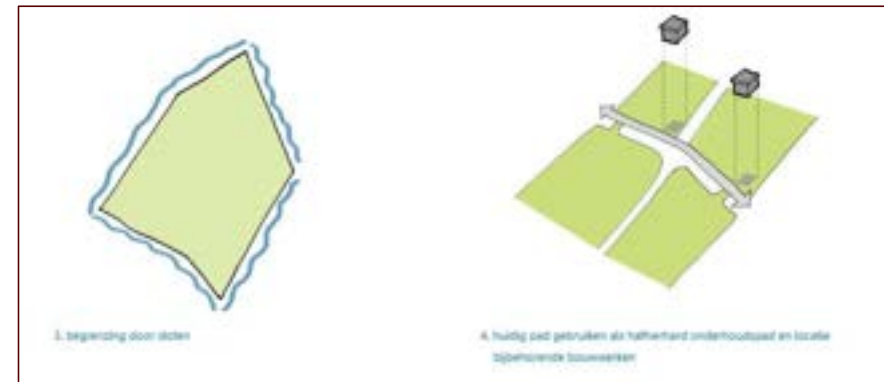 3. begrenzing door sloten
4. huidig pad gebruiken als halfverhard onderhoudspad en locatie
bijbehorende bouwwerken